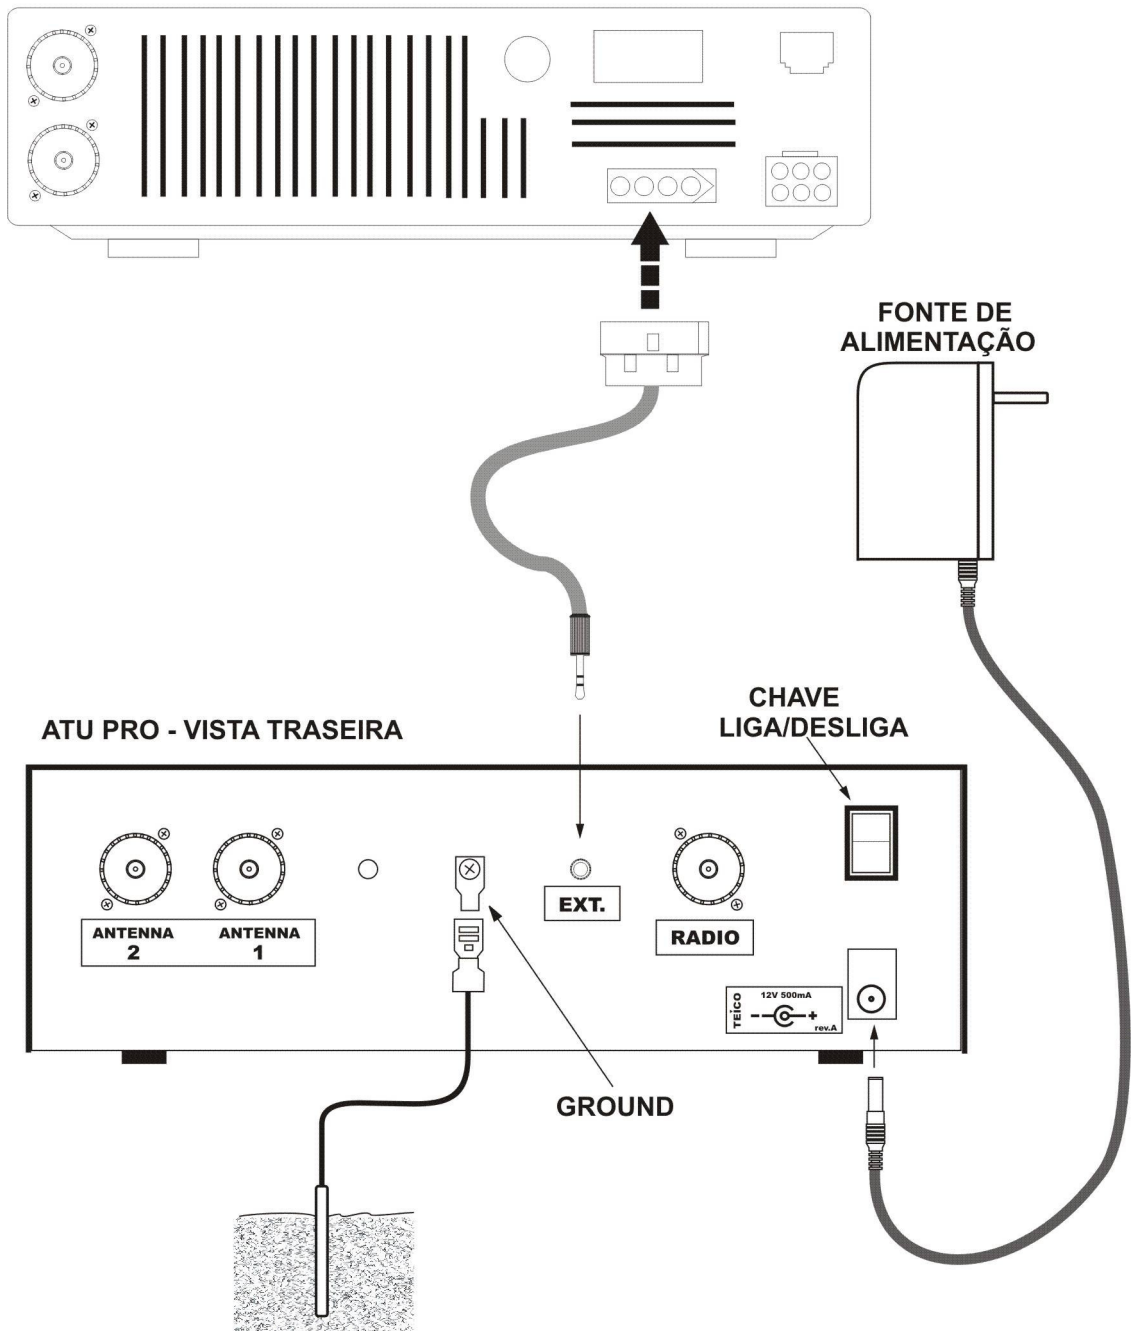 FONTE DE
ALIMENTAÇÃO
CHAVE
LIGA/DESLIGA
ATU PRO - VISTA TRASEIRA
ANTENNA
2
ANTENNA
1
EXT.
RADIO
TEICO
12V 500mA
- +
rev.A
GROUND